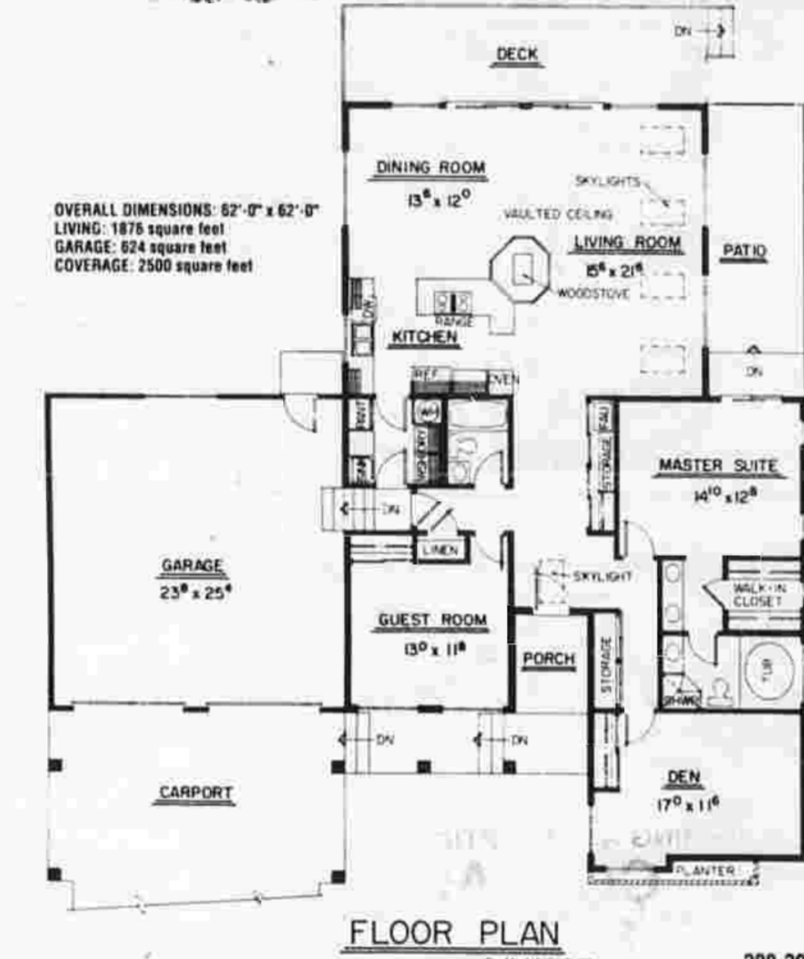 DN
DECK
DINING ROOM
13⁶ x 12⁰
SKYLIGHTS
OVERALL DIMENSIONS: 62'-0" x 62'-0"
LIVING: 1876 square feet
GARAGE: 624 square feet
COVERAGE: 2500 square feet
VAULTED CEILING
LIVING ROOM
15⁶ x 21⁶
PATIO
WOODSTOVE
DW
RANGE
KITCHEN
REF
OVEN
DN
PANT
WH
FAU
STORAGE
MASTER SUITE
14¹⁰ x 12⁸
DN
LINEN
GARAGE
23⁸ x 25⁴
SKYLIGHT
WALK-IN
CLOSET
GUEST ROOM
13⁰ x 11⁸
PORCH
STORAGE
TUB
SHWR
DN
DN
CARPORT
DEN
17⁰ x 11⁶
PLANTER
FLOOR PLAN